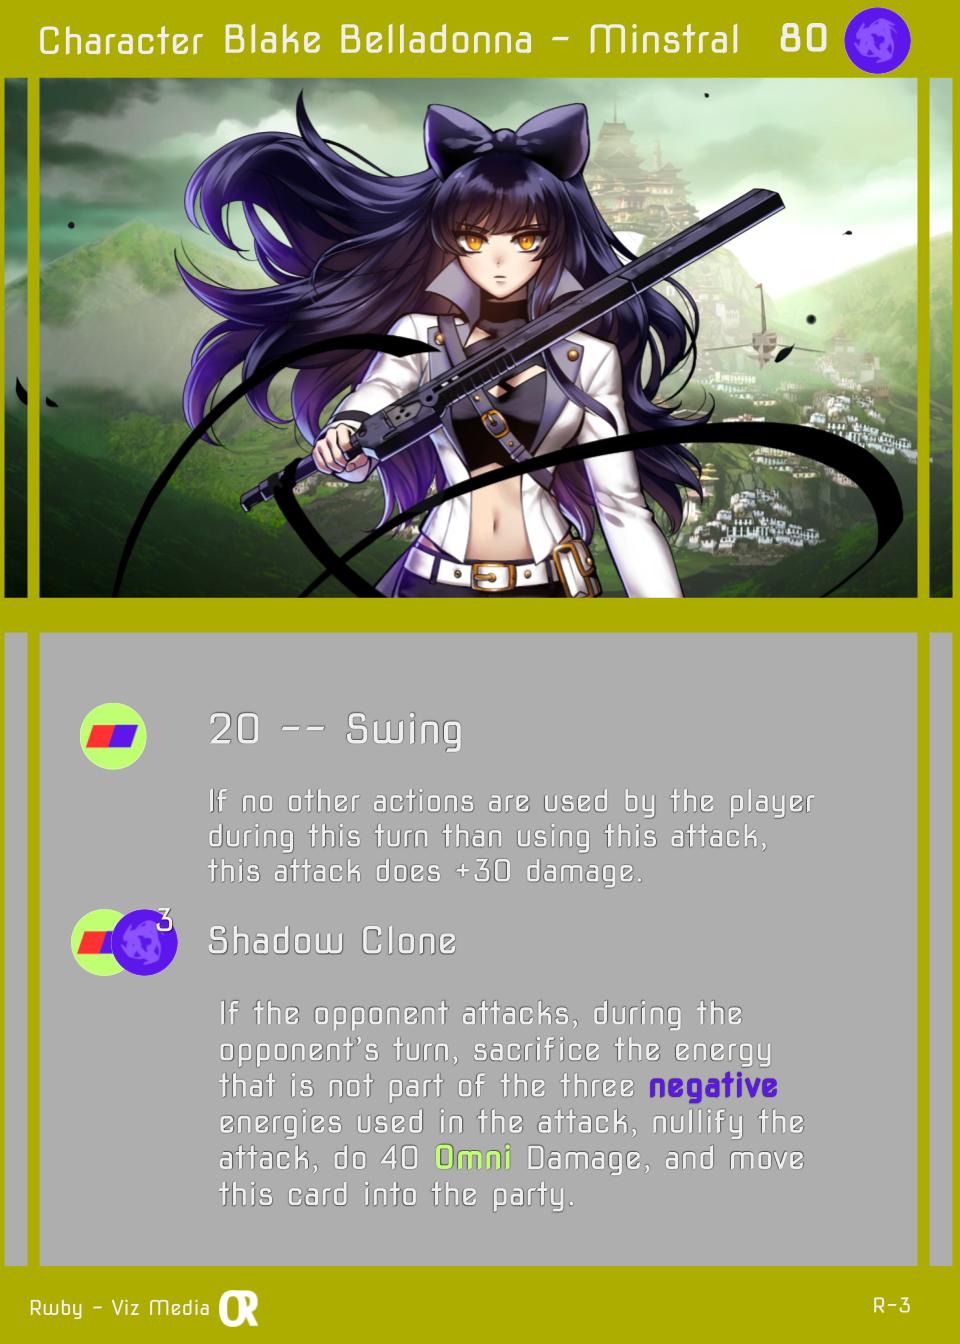 Character Blake Belladonna - Minstral 80
20 -- Swing
If no other actions are used by the player
during this turn than using this attack,
this attack does +30 damage.
3
Shadow Clone
If the opponent attacks, during the
opponent's turn, sacrifice the energy
that is not part of the three negative
energies used in the attack, nullify the
attack, do 40 Omni Damage, and move
this card into the party.
Rwby - Viz Media OR
R-3